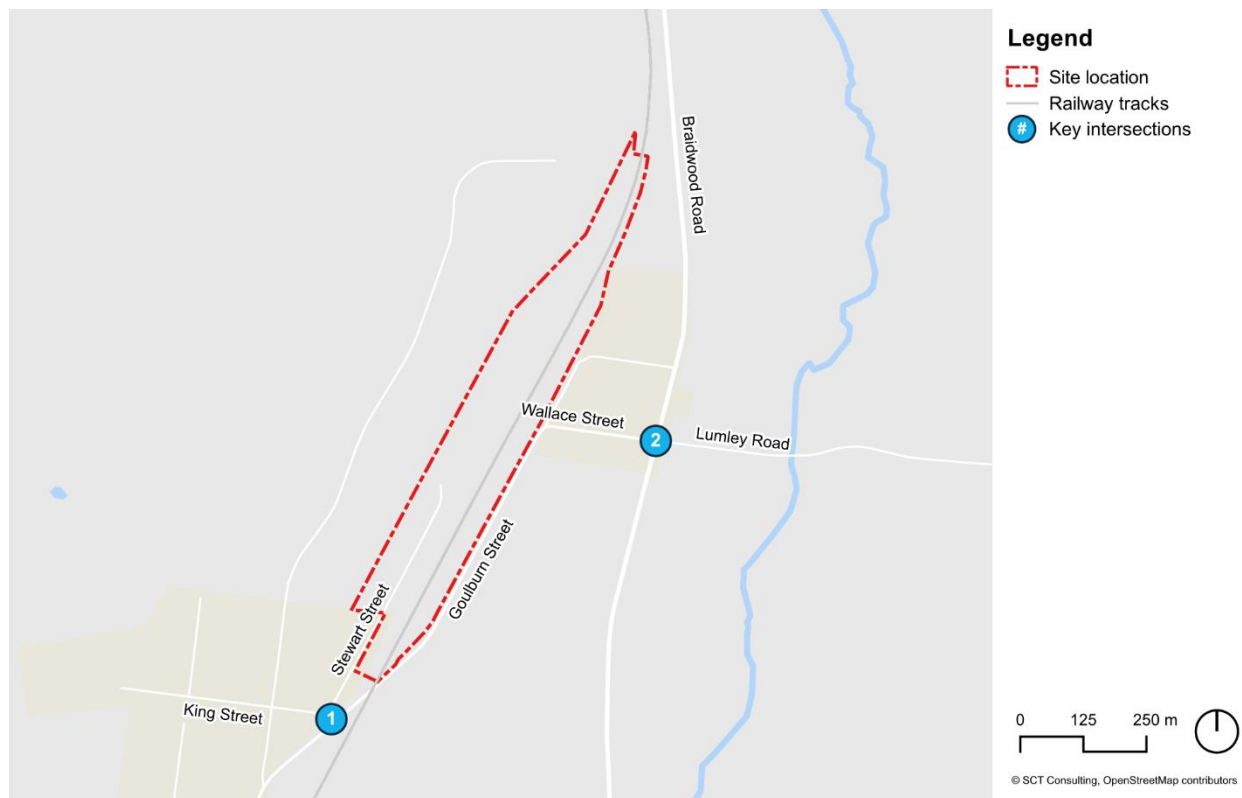 Braidwood Road
Wallace Street
2
Lumley Road
Goulburn Street
Stewart Street
King Street
1
Legend
Site location
Railway tracks
# Key intersections
0 125 250 m
© SCT Consulting, OpenStreetMap contributors